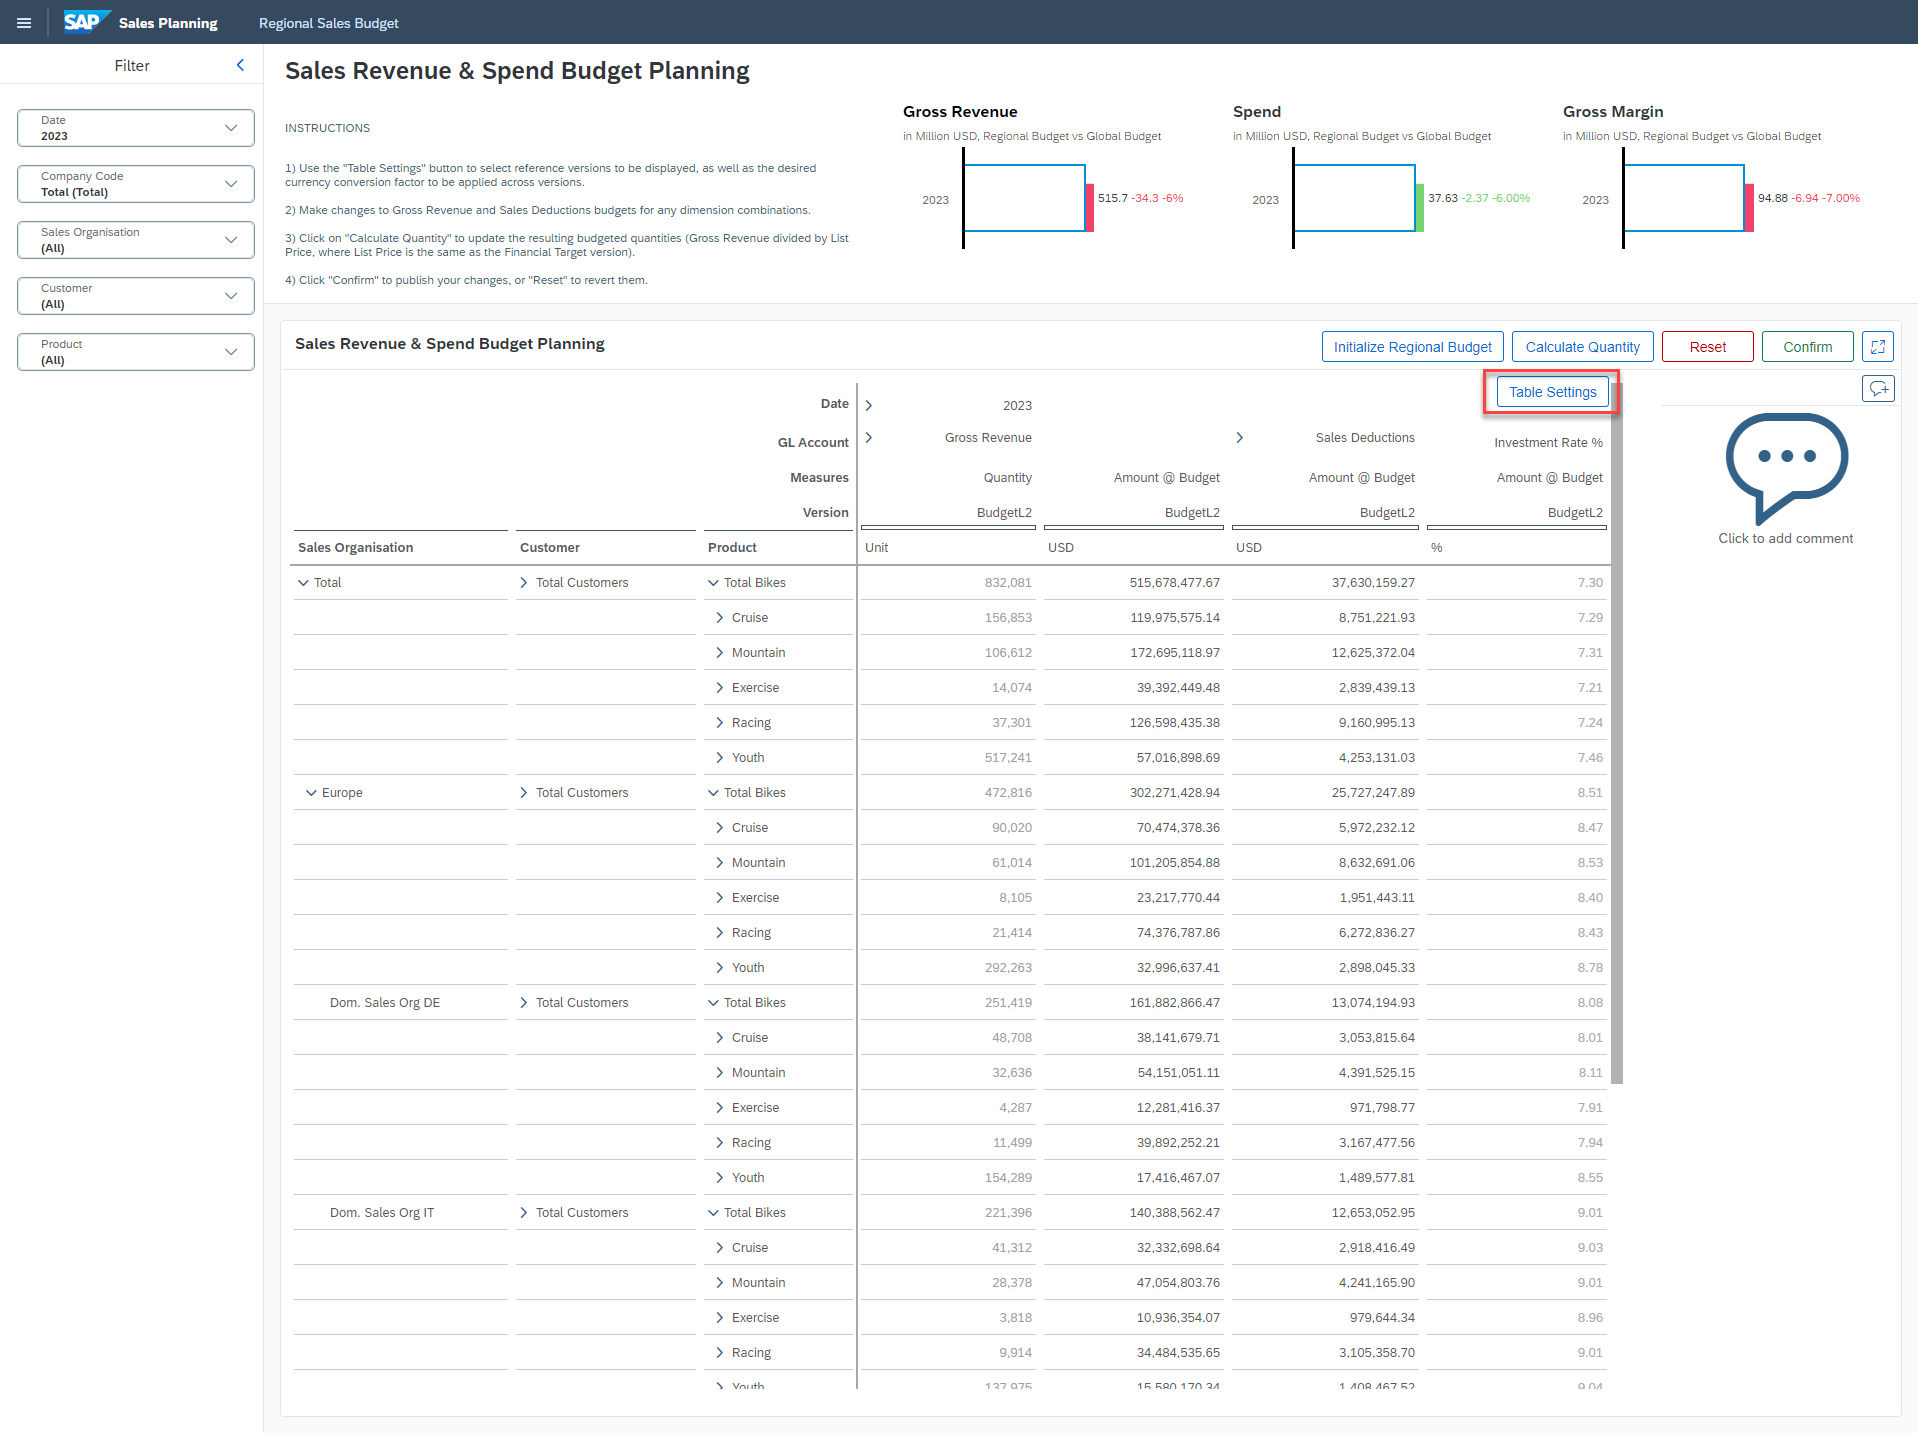 SAP Sales Planning Regional Sales Budget
Filter
Date
2023
Company Code
Total (Total)
Sales Organisation
(All)
Customer
(All)
Product
(All)
Sales Revenue & Spend Budget Planning
INSTRUCTIONS
1) Use the "Table Settings" button to select reference versions to be displayed, as well as the desired
currency conversion factor to be applied across versions.
2) Make changes to Gross Revenue and Sales Deductions budgets for any dimension combinations.
3) Click on "Calculate Quantity" to update the resulting budgeted quantities (Gross Revenue divided by List
Price, where List Price is the same as the Financial Target version).
4) Click "Confirm" to publish your changes, or "Reset" to revert them.
Gross Revenue
in Million USD, Regional Budget vs Global Budget
2023 515.7 -34.3 -6%
Spend
in Million USD, Regional Budget vs Global Budget
2023 37.63 -2.37 -6.00%
Gross Margin
in Million USD, Regional Budget vs Global Budget
2023 94.88 -6.94 -7.00%
Sales Revenue & Spend Budget Planning
Initialize Regional Budget Calculate Quantity Reset Confirm
Table Settings
Date 2023
GL Account Gross Revenue Sales Deductions Investment Rate %
Measures Quantity Amount @ Budget Amount @ Budget Amount @ Budget
Version BudgetL2 BudgetL2 BudgetL2 BudgetL2
Sales Organisation Customer Product Unit USD USD %
Total Total Customers Total Bikes 832,081 515,678,477.67 37,630,159.27 7.30
Cruise 156,853 119,975,575.14 8,751,221.93 7.29
Mountain 106,612 172,695,118.97 12,625,372.04 7.31
Exercise 14,074 39,392,449.48 2,839,439.13 7.21
Racing 37,301 126,598,435.38 9,160,995.13 7.24
Youth 517,241 57,016,898.69 4,253,131.03 7.46
Europe Total Customers Total Bikes 472,816 302,271,428.94 25,727,247.89 8.51
Cruise 90,020 70,474,378.36 5,972,232.12 8.47
Mountain 61,014 101,205,854.88 8,632,691.06 8.53
Exercise 8,105 23,217,770.44 1,951,443.11 8.40
Racing 21,414 74,376,787.86 6,272,836.27 8.43
Youth 292,263 32,996,637.41 2,898,045.33 8.78
Dom. Sales Org DE Total Customers Total Bikes 251,419 161,882,866.47 13,074,194.93 8.08
Cruise 48,708 38,141,679.71 3,053,815.64 8.01
Mountain 32,636 54,151,051.11 4,391,525.15 8.11
Exercise 4,287 12,281,416.37 971,798.77 7.91
Racing 11,499 39,892,252.21 3,167,477.56 7.94
Youth 154,289 17,416,467.07 1,489,577.81 8.55
Dom. Sales Org IT Total Customers Total Bikes 221,396 140,388,562.47 12,653,052.95 9.01
Cruise 41,312 32,332,698.64 2,918,416.49 9.03
Mountain 28,378 47,054,803.76 4,241,165.90 9.01
Exercise 3,818 10,936,354.07 979,644.34 8.96
Racing 9,914 34,484,535.65 3,105,358.70 9.01
Youth 137,975 15,580,170.34 1,408,467.52 9.04
Click to add comment